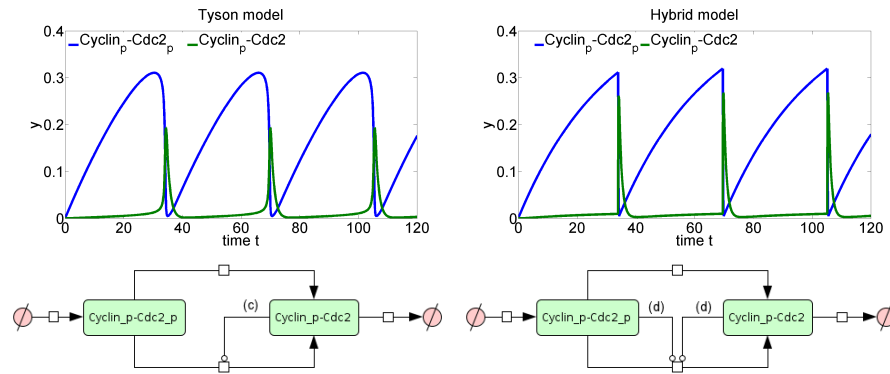 Tyson model
Cyclin_p-Cdc2_p Cyclin_p-Cdc2
0.4
0.3
0.2
0.1
0
y
0 20 40 60 80 100 120
time t
Hybrid model
Cyclin_p-Cdc2_p Cyclin_p-Cdc2
0.4
0.3
0.2
0.1
0
y
0 20 40 60 80 100 120
time t
Cyclin_p-Cdc2_p
(c)
Cyclin_p-Cdc2
Cyclin_p-Cdc2_p
(d)
(d)
Cyclin_p-Cdc2